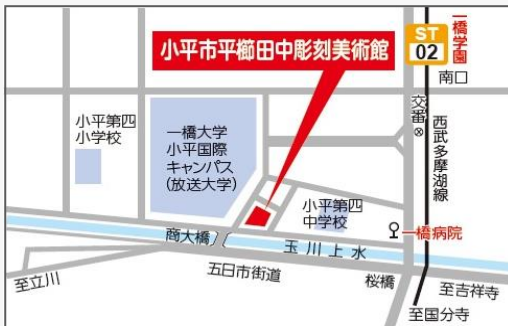 小平市平櫛田中彫刻美術館
ST
02
一橋学園
南口
交番
西武多摩湖線
小平第四
小学校
一橋大学
小平国際
キャンパス
(放送大学)
小平第四
中学校
一橋病院
商大橋
玉川上水
五日市街道
桜橋
至立川
至吉祥寺
至国分寺